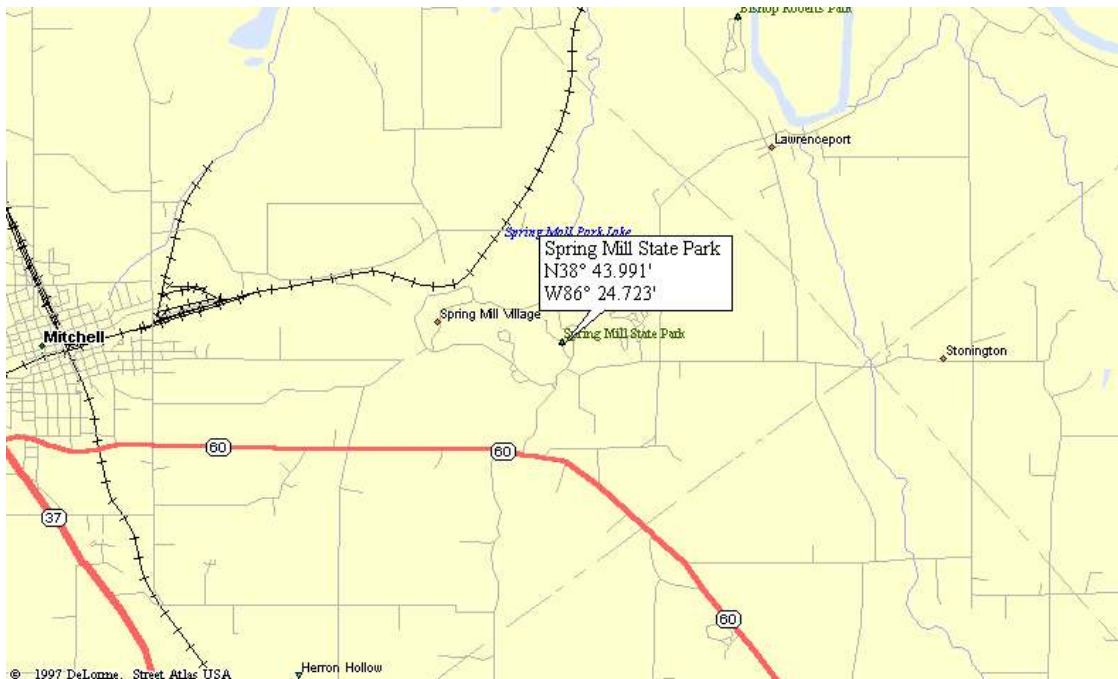 Bishop Roberts Park
Lawrenceport
Spring Mill Park Lake
Spring Mill State Park
N38° 43.991'
W86° 24.723'
Spring Mill Village
Spring Mill State Park
Mitchell
Stonington
60
60
37
60
Herron Hollow
© 1997 DeLorme. Street Atlas USA